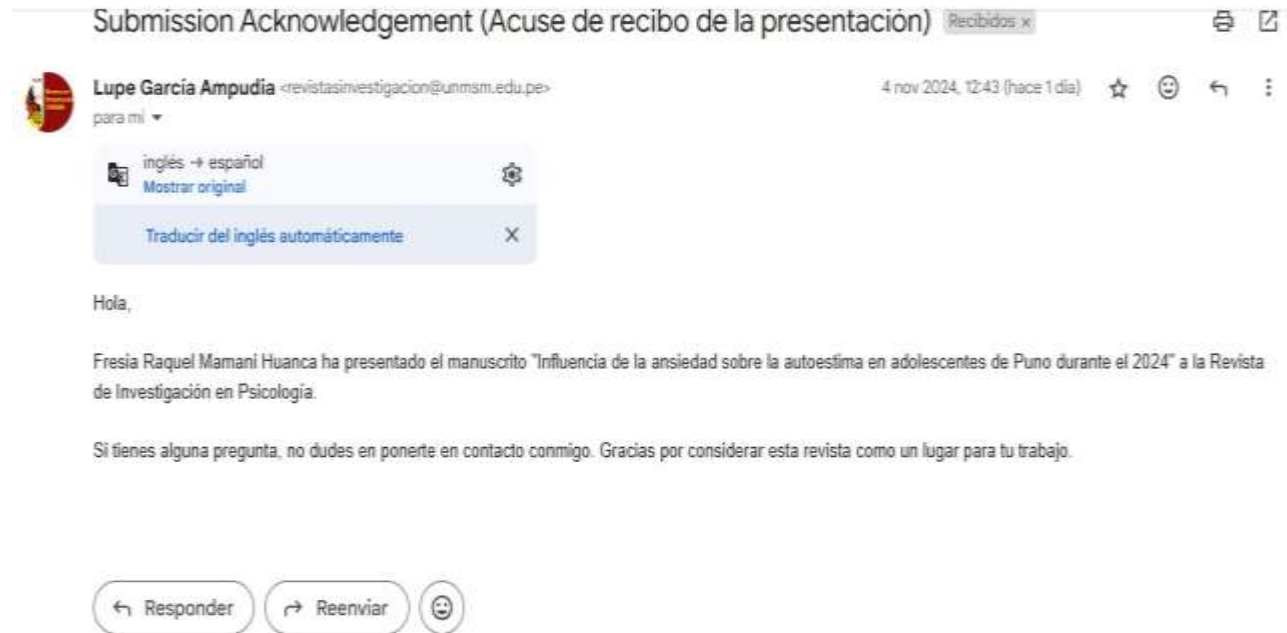 Submission Acknowledgement (Acuse de recibo de la presentación) Recibidos x
Lupe García Ampudia <revistasinvestigacion@unmsm.edu.pe> 4 nov 2024, 12:43 (hace 1 día)
para mí
inglés → español
Mostrar original
Traducir del inglés automáticamente X
Hola,
Fresia Raquel Mamani Huanca ha presentado el manuscrito "Influencia de la ansiedad sobre la autoestima en adolescentes de Puno durante el 2024" a la Revista
de Investigación en Psicología.
Si tienes alguna pregunta, no dudes en ponerte en contacto conmigo. Gracias por considerar esta revista como un lugar para tu trabajo.
Responder Reenviar